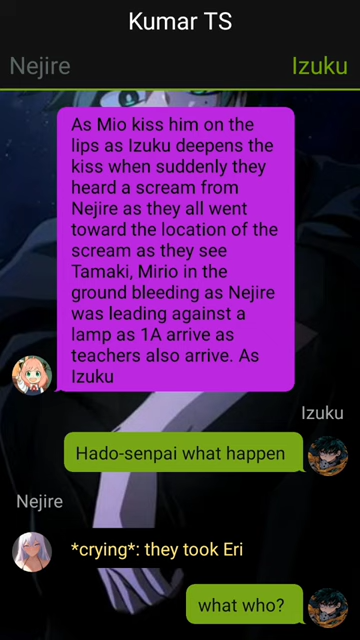 Kumar TS
Nejire Izuku
As Mio kiss him on the
lips as Izuku deepens the
kiss when suddenly they
heard a scream from
Nejire as they all went
toward the location of the
scream as they see
Tamaki, Mirio in the
ground bleeding as Nejire
was leading against a
lamp as 1A arrive as
teachers also arrive. As
Izuku
Izuku
Hado-senpai what happen
Nejire
*crying*: they took Eri
what who?